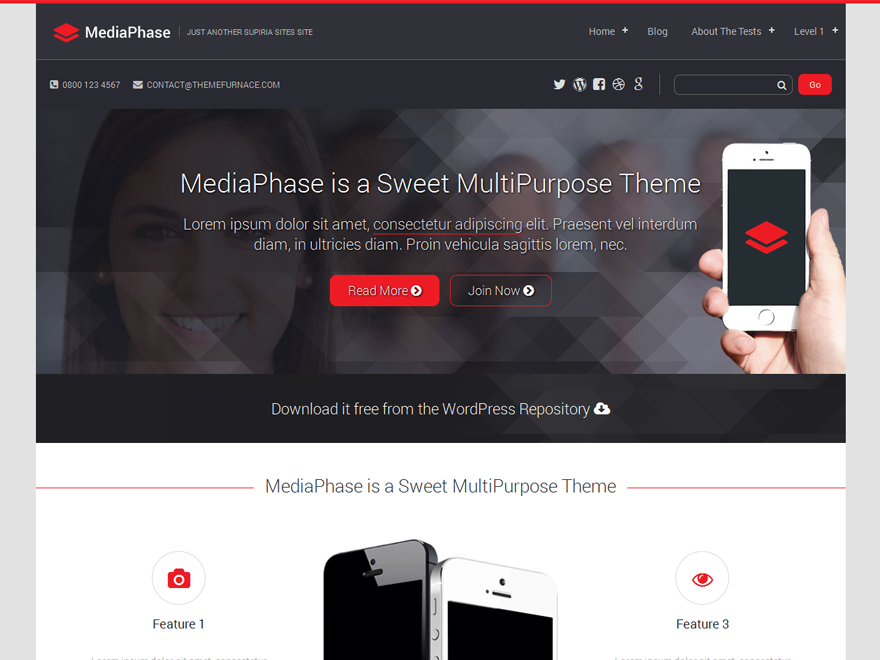 MediaPhase
JUST ANOTHER SUPIRIA SITES SITE
Home + Blog About The Tests + Level 1 +
0800 123 4567 CONTACT@THEMEFURNACE.COM
Go
MediaPhase is a Sweet MultiPurpose Theme
Lorem ipsum dolor sit amet, consectetur adipiscing elit. Praesent vel interdum
diam, in ultricies diam. Proin vehicula sagittis lorem, nec.
Read More Join Now
Download it free from the WordPress Repository
MediaPhase is a Sweet MultiPurpose Theme
Feature 1
Feature 3